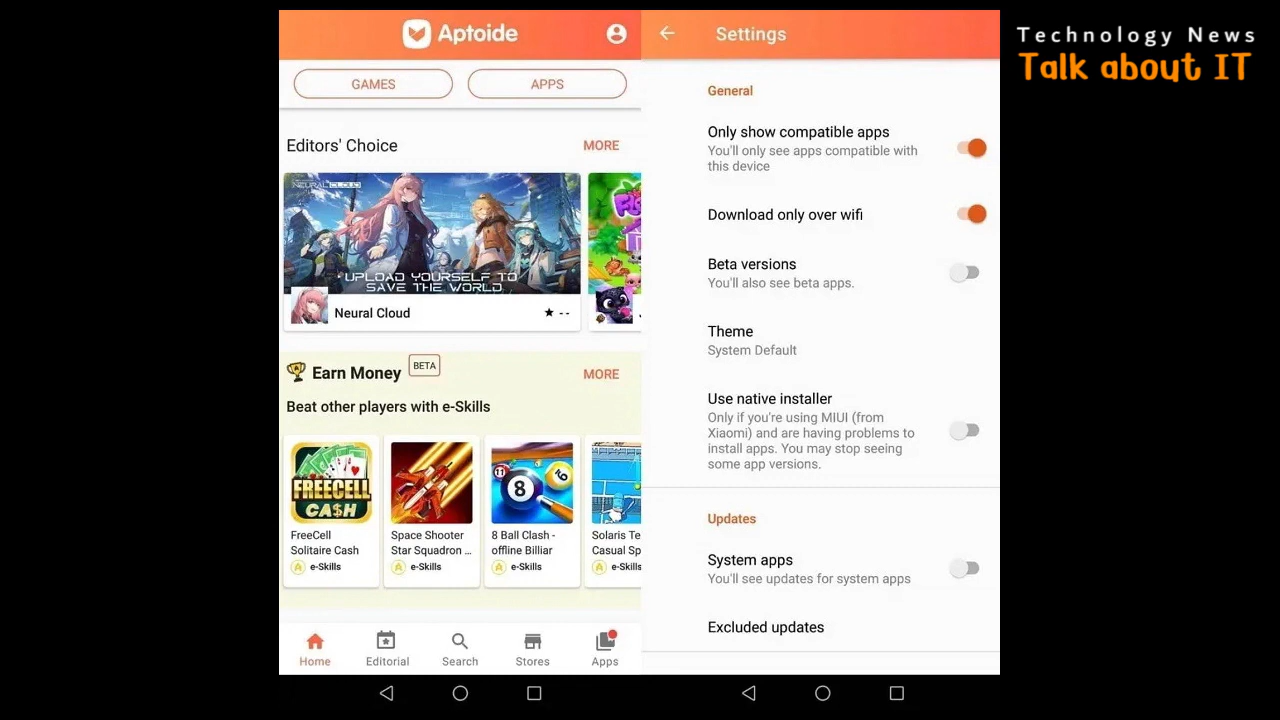 Aptoide
GAMES
APPS
Editors' Choice
MORE
NEURAL CLOUD
· UPLOAD YOURSELF TO
SAVE THE WORLD.
Neural Cloud
★ - -
Earn Money
BETA
MORE
Beat other players with e-Skills
FREECELL
CA$H
11
8
FreeCell
Solitaire Cash
e-Skills
Space Shooter
Star Squadron ...
e-Skills
8 Ball Clash -
offline Billiar
e-Skills
Solaris Te
Casual Sp
e-Skills
Home
Editorial
Search
Stores
Apps
Settings
General
Only show compatible apps
You'll only see apps compatible with
this device
Download only over wifi
Beta versions
You'll also see beta apps.
Theme
System Default
Use native installer
Only if you're using MIUI (from
Xiaomi) and are having problems to
install apps. You may stop seeing
some app versions.
Updates
System apps
You'll see updates for system apps
Excluded updates
Technology News
Talk about IT